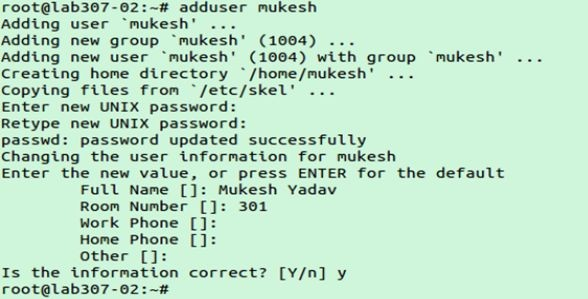 root@lab307-02:~# adduser mukesh
Adding user `mukesh' ...
Adding new group `mukesh' (1004) ...
Adding new user `mukesh' (1004) with group `mukesh' ...
Creating home directory `/home/mukesh' ...
Copying files from `/etc/skel' ...
Enter new UNIX password:
Retype new UNIX password:
passwd: password updated successfully
Changing the user information for mukesh
Enter the new value, or press ENTER for the default
Full Name []: Mukesh Yadav
Room Number []: 301
Work Phone []:
Home Phone []:
Other []:
Is the information correct? [Y/n] y
root@lab307-02:~#